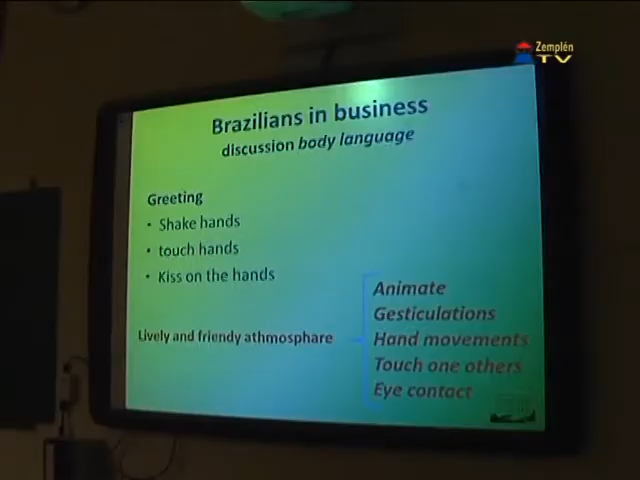 Zemplén
TV
Brazilians in business
discussion body language
Greeting
• Shake hands
• touch hands
• Kiss on the hands
Lively and friendy athmosphare
Animate
Gesticulations
Hand movements
Touch one others
Eye contact